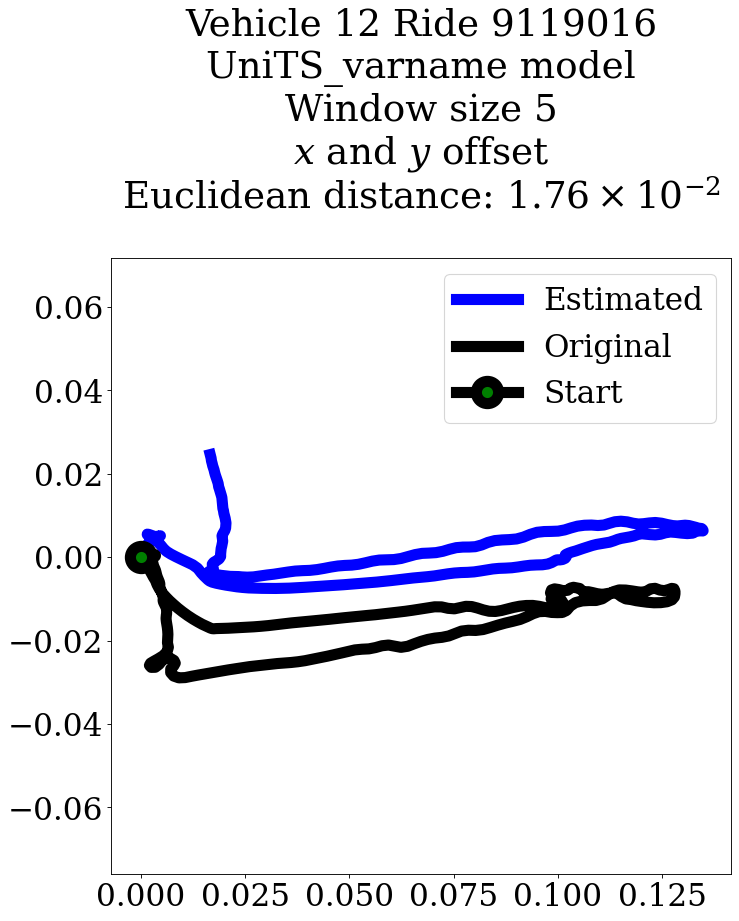 Vehicle 12 Ride 9119016
UniTS_varname model
Window size 5
x and y offset
Euclidean distance: 1.76 × 10⁻²
Estimated
Original
Start
0.06
0.04
0.02
0.00
−0.02
−0.04
−0.06
0.000 0.025 0.050 0.075 0.100 0.125